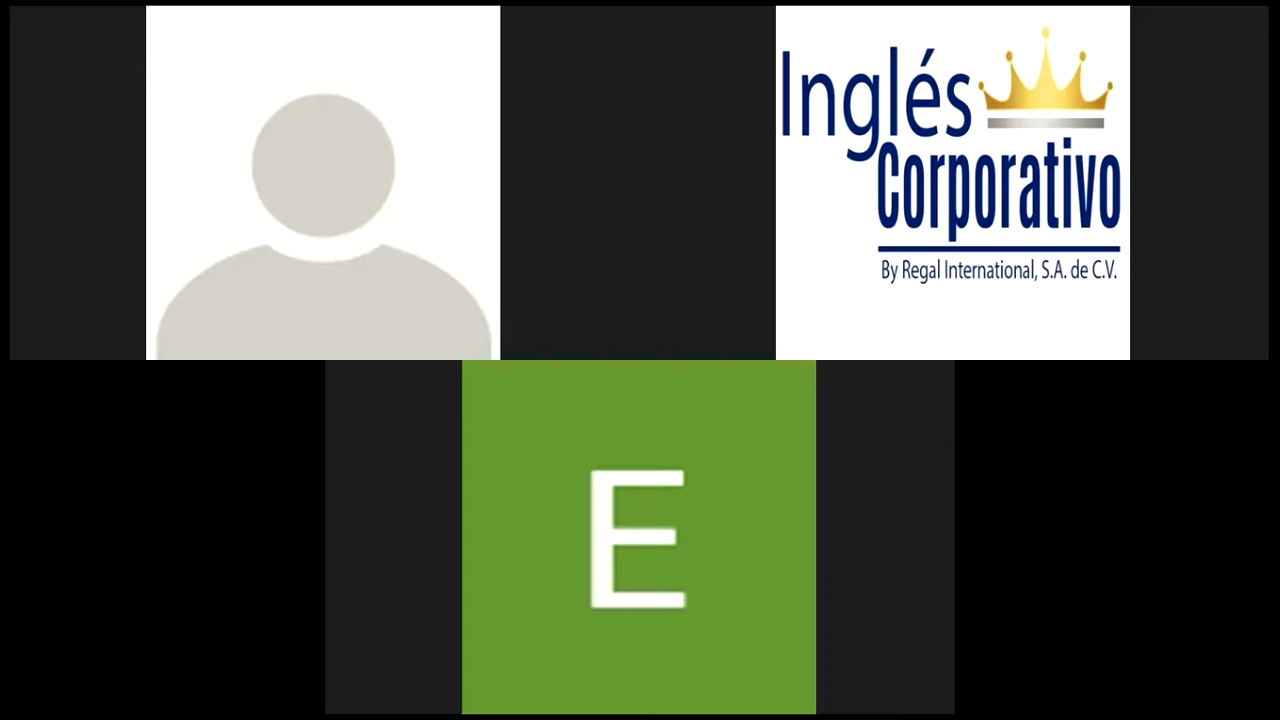 Inglés
Corporativo
By Regal International, S.A. de C.V.
E